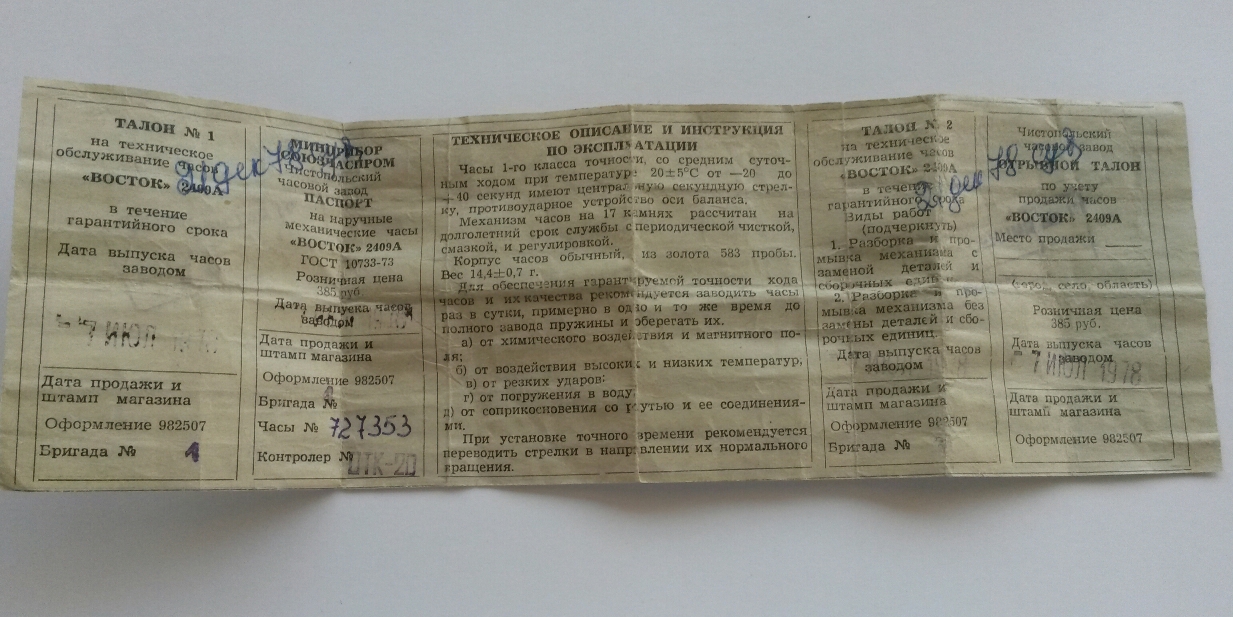 ТАЛОН № 1
на техническое
обслуживание часов
«ВОСТОК» 2409А
в течение
гарантийного срока
Дата выпуска часов
заводом
7 ИЮЛ
Дата продажи и
штамп магазина
Оформление 982507
Бригада № 1
МИНПРИБОР
СОЮЗЧАСПРОМ
Чистопольский
часовой завод
ПАСПОРТ
на наручные
механические часы
«ВОСТОК» 2409А
ГОСТ 10733-73
Розничная цена
385 руб.
Дата выпуска часов
заводом
Дата продажи и
штамп магазина
Оформление 982507
Бригада №
Часы № 727353
Контролер № ОТК-20
ТЕХНИЧЕСКОЕ ОПИСАНИЕ И ИНСТРУКЦИЯ
ПО ЭКСПЛУАТАЦИИ
Часы 1-го класса точности, со средним суточ-
ным ходом при температуре 20±5°С от —20 до
+40 секунд имеют центральную секундную стрел-
ку, противоударное устройство оси баланса.
Механизм часов на 17 камнях рассчитан на
долголетний срок службы с периодической чисткой,
смазкой, и регулировкой.
Корпус часов обычный, из золота 583 пробы.
Вес 14,4±0,7 г.
Для обеспечения гарантируемой точности хода
часов и их качества рекомендуется заводить часы
раз в сутки, примерно в одно и то же время до
полного завода пружины и оберегать их.
а) от химического воздействия и магнитного по-
ля;
б) от воздействия высоких и низких температур,
в) от резких ударов;
г) от погружения в воду
д) от соприкосновения со ртутью и ее соединения-
ми.
При установке точного времени рекомендуется
переводить стрелки в направлении их нормального
вращения.
ТАЛОН № 2
на техническое
обслуживание часов
«ВОСТОК» 2409А
в течение
гарантийного срока
Виды работ
(подчеркнуть)
1. Разборка и про-
мывка механизма с
заменой деталей и
сборочных единиц
2. Разборка и про-
мывка механизма без
замены деталей и сбо-
рочных единиц.
Дата выпуска часов
заводом
Дата продажи и
штамп магазина
Оформление 982507
Бригада №
Чистопольский
часовой завод
ОТРЫВНОЙ ТАЛОН
по учету
продажи часов
«ВОСТОК» 2409А
Место продажи
(город, село, область)
Розничная цена
385 руб.
Дата выпуска часов
заводом
7 ИЮЛ 1978
Дата продажи и
штамп магазина
Оформление 982507